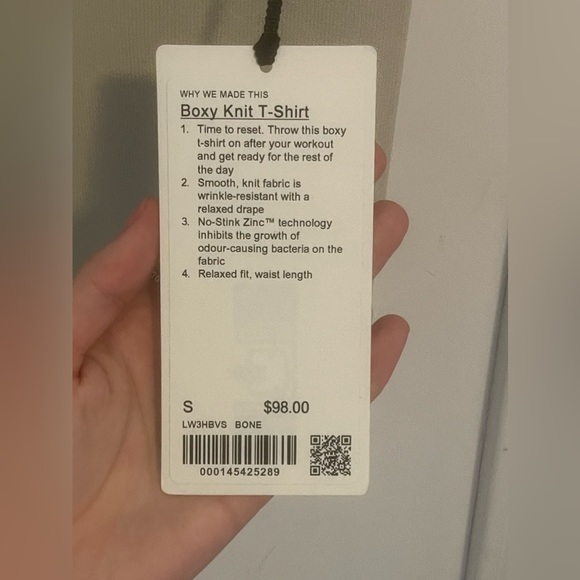 WHY WE MADE THIS
Boxy Knit T-Shirt
1. Time to reset. Throw this boxy
t-shirt on after your workout
and get ready for the rest of
the day
2. Smooth, knit fabric is
wrinkle-resistant with a
relaxed drape
3. No-Stink Zinc™ technology
inhibits the growth of
odour-causing bacteria on the
fabric
4. Relaxed fit, waist length
S $98.00
LW3HBVS BONE
000145425289